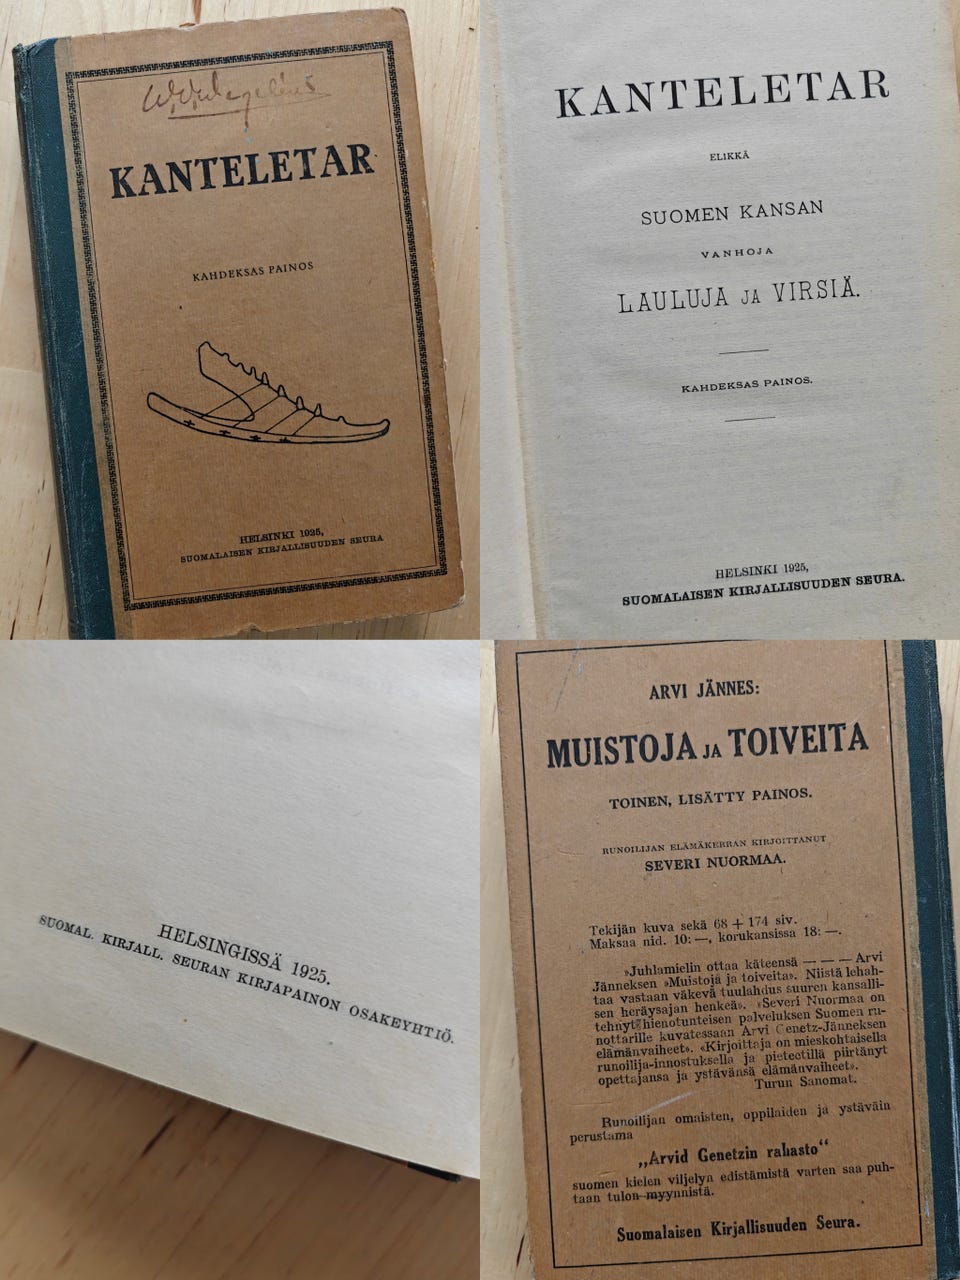 W. W. Wegelius
KANTELETAR
KAHDEKSAS PAINOS
HELSINKI 1925,
SUOMALAISEN KIRJALLISUUDEN SEURA
KANTELETAR
ELIKKÄ
SUOMEN KANSAN
VANHOJA
LAULUJA JA VIRSIÄ.
KAHDEKSAS PAINOS.
HELSINKI 1925,
SUOMALAISEN KIRJALLISUUDEN SEURA.
HELSINGISSÄ 1925.
SUOMAL. KIRJALL. SEURAN KIRJAPAINON OSAKEYHTIÖ.
ARVI JÄNNES:
MUISTOJA JA TOIVEITA
TOINEN, LISÄTTY PAINOS.
RUNOILIJAN ELÄMÄKERRAN KIRJOITTANUT
SEVERI NUORMAA.
Tekijän kuva sekä 68 + 174 siv.
Maksaa nid. 10: —, korukansissa 18: —.
»Juhlamielin ottaa käteensä — — — Arvi
Jänneksen »Muistoja ja toiveita». Niistä lehah-
taa vastaan väkevä tuulahdus suuren kansalli-
sen heräysajan henkeä». »Severi Nuormaa on
tehnyt hienotunteisen palveluksen Suomen ru-
nottarille kuvatessaan Arvi Genetz-Jänneksen
elämänvaiheet». «Kirjoittaja on mieskohtaisella
runoilija-innostuksella ja pieteetillä piirtänyt
opettajansa ja ystävänsä elämänvaiheet».
Turun Sanomat.
Runoilijan omaisten, oppilaiden ja ystäväin
perustama
„Arvid Genetzin rahasto“
suomen kielen viljelyn edistämistä varten saa puh-
taan tulon myynnistä.
Suomalaisen Kirjallisuuden Seura.